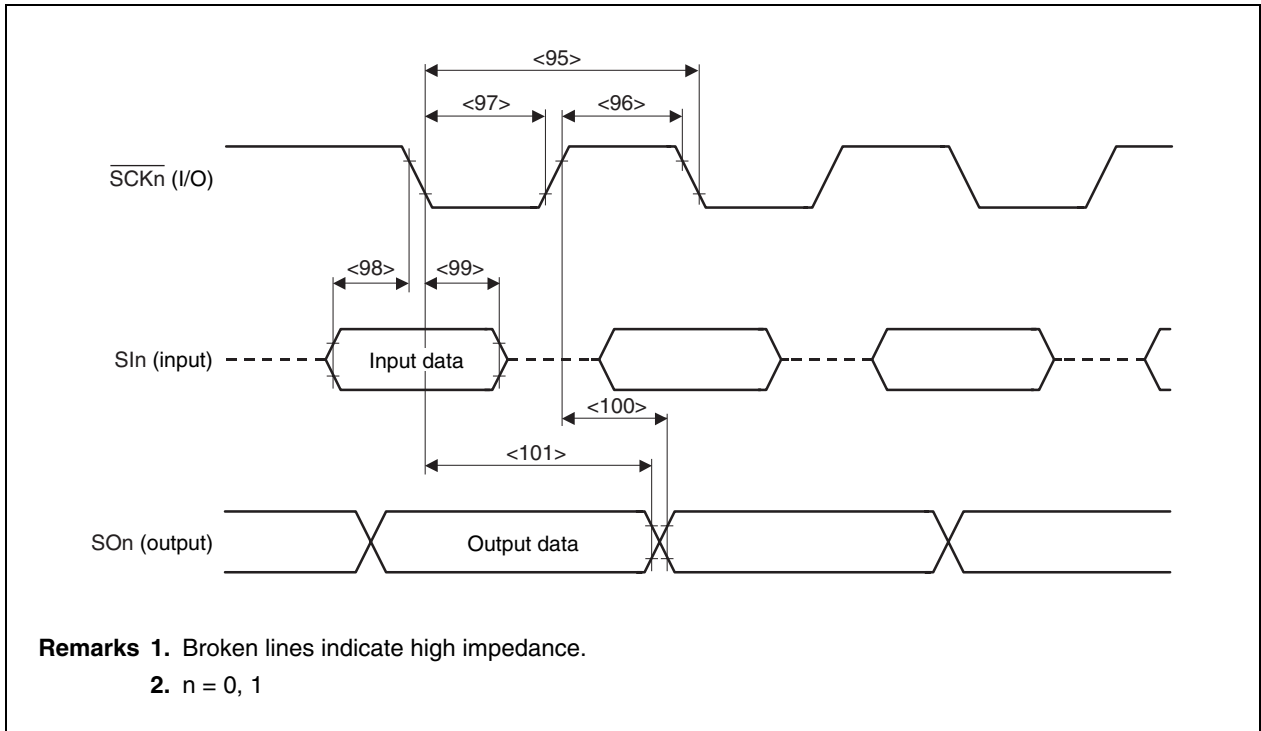 <95>
<97> <96>
SCKn (I/O)
<98> <99>
SIn (input) Input data
<100>
<101>
SOn (output) Output data
Remarks 1. Broken lines indicate high impedance.
2. n = 0, 1